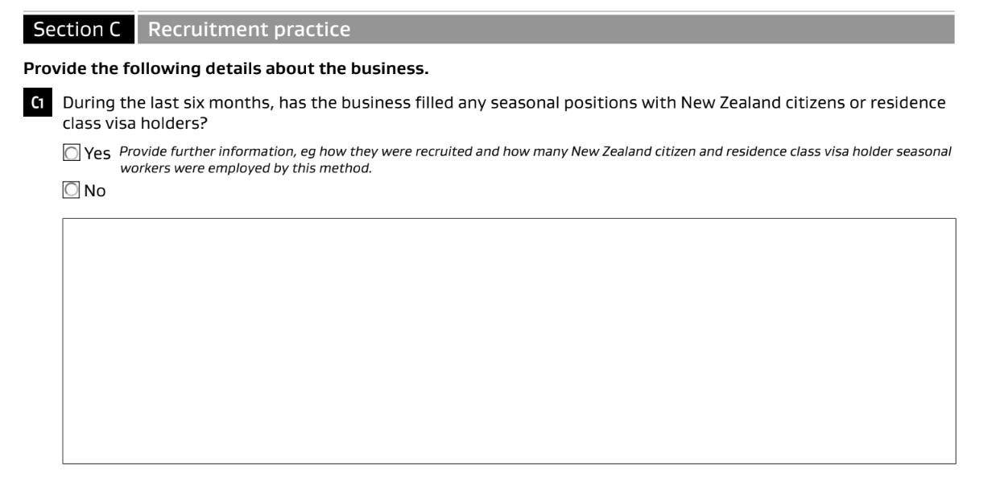 Section C Recruitment practice
Provide the following details about the business.
C1 During the last six months, has the business filled any seasonal positions with New Zealand citizens or residence
class visa holders?
Yes Provide further information, eg how they were recruited and how many New Zealand citizen and residence class visa holder seasonal
workers were employed by this method.
No